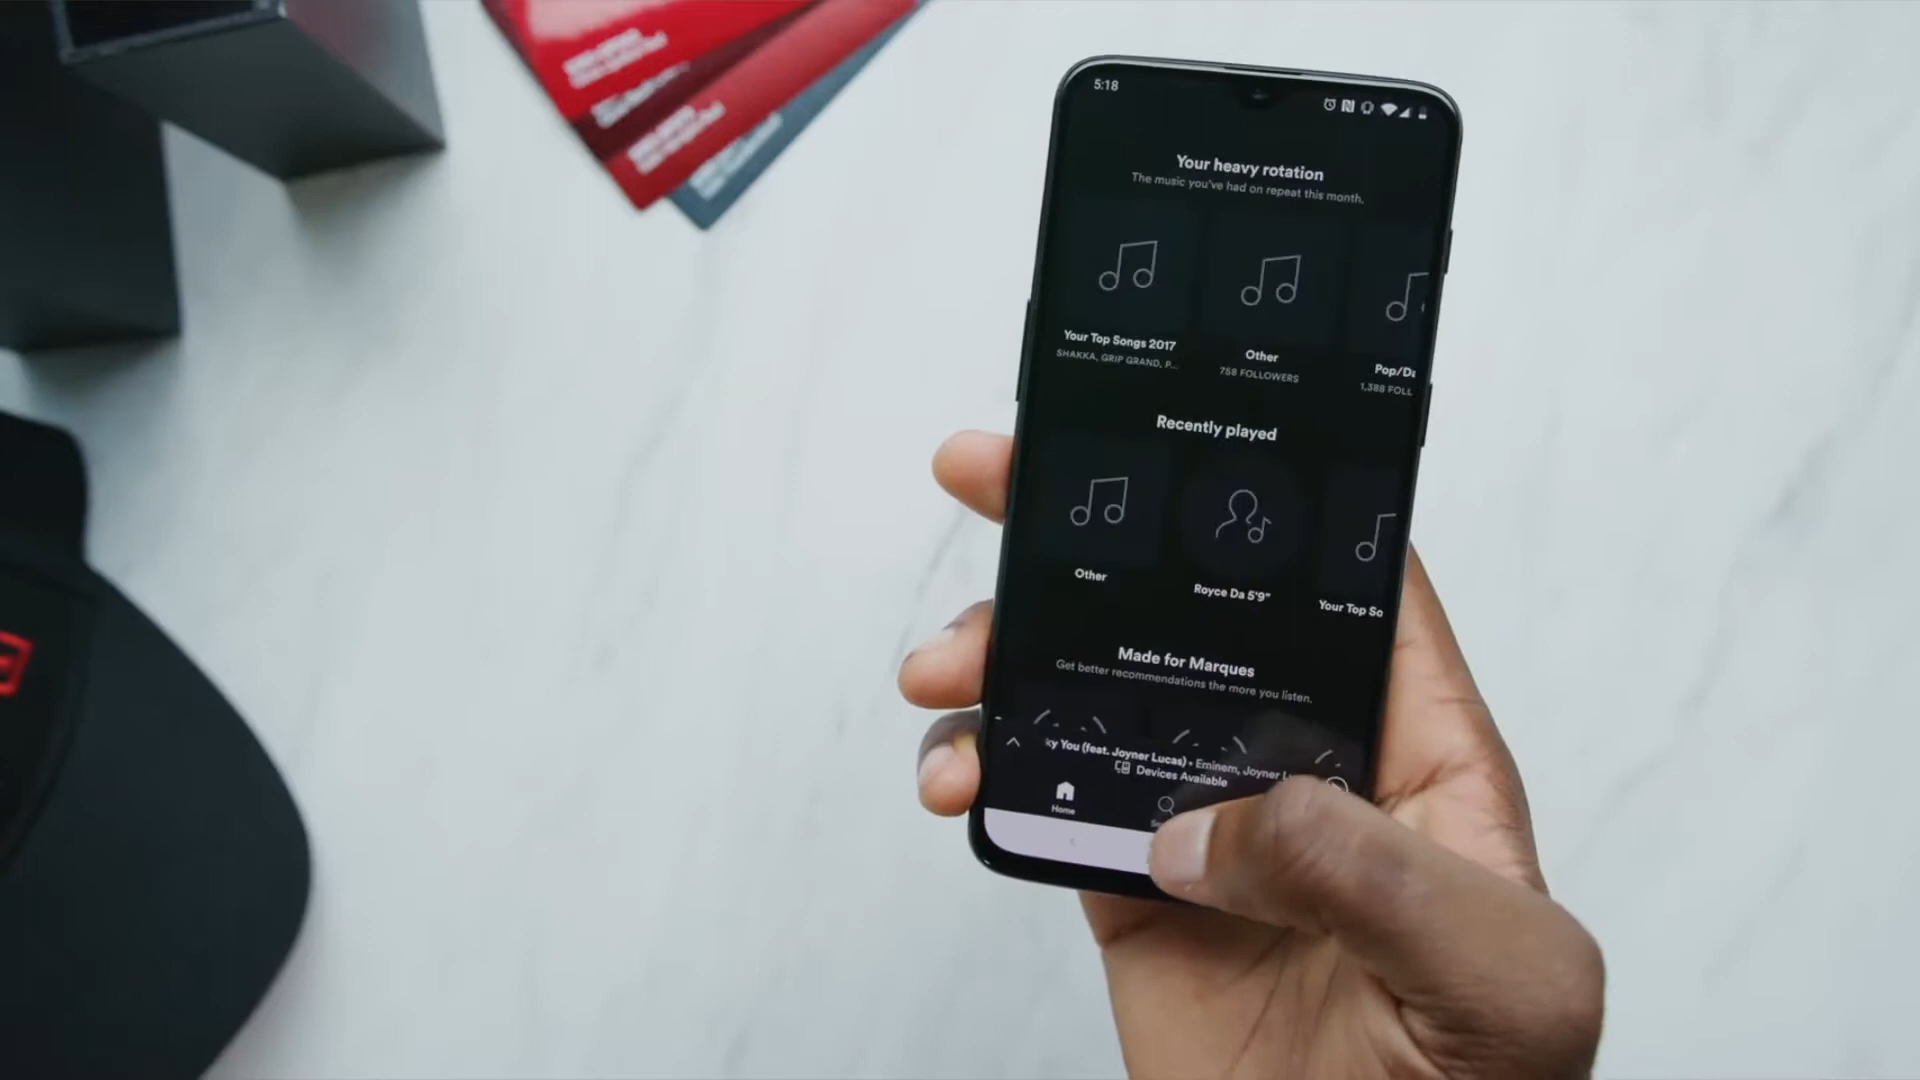 5:18
Your heavy rotation
The music you've had on repeat this month.
Your Top Songs 2017
SHAKKA, GRIP GRAND, P...
Other
758 FOLLOWERS
Pop/Da
1,388 FOLL
Recently played
Other
Royce Da 5'9"
Your Top So
Made for Marques
Get better recommendations the more you listen.
ky You (feat. Joyner Lucas) • Eminem, Joyner L
Devices Available
Home